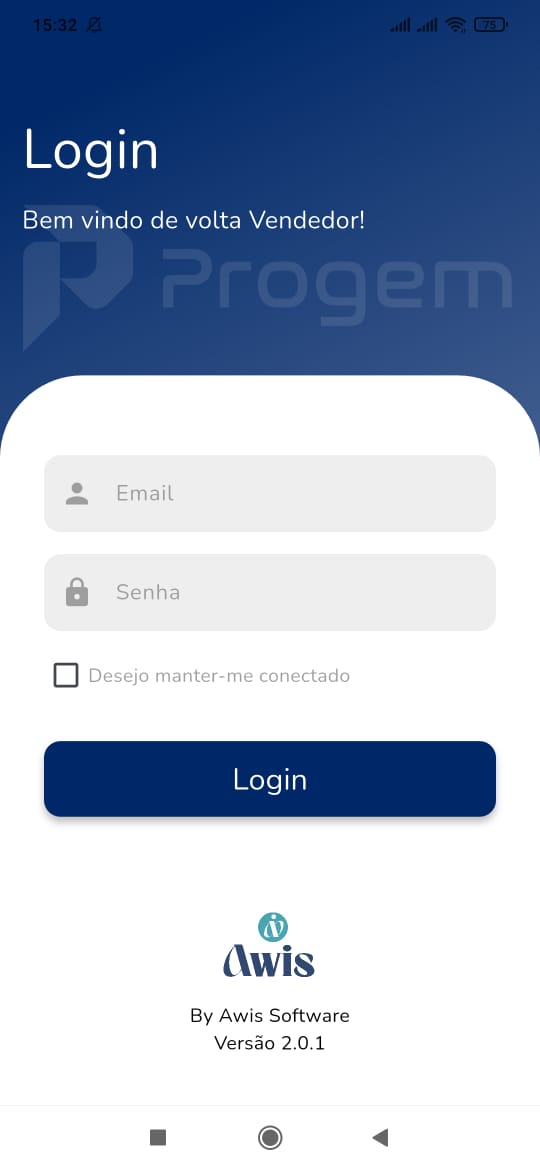 15:32
75
Login
Bem vindo de volta Vendedor!
Progem
Email
Senha
Desejo manter-me conectado
Login
Awis
By Awis Software
Versão 2.0.1